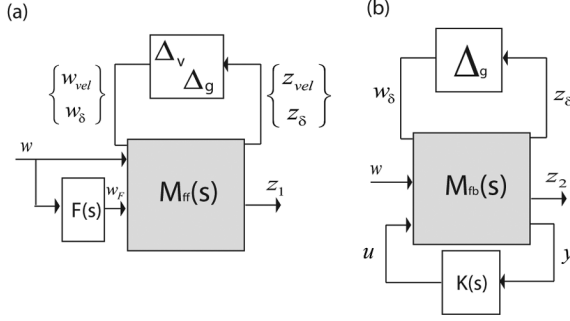 (a)
Δv
Δg
wvel
wδ
zvel
zδ
w
F(s)
wF
Mff(s)
z1
(b)
Δg
wδ
zδ
w
Mfb(s)
z2
u
y
K(s)